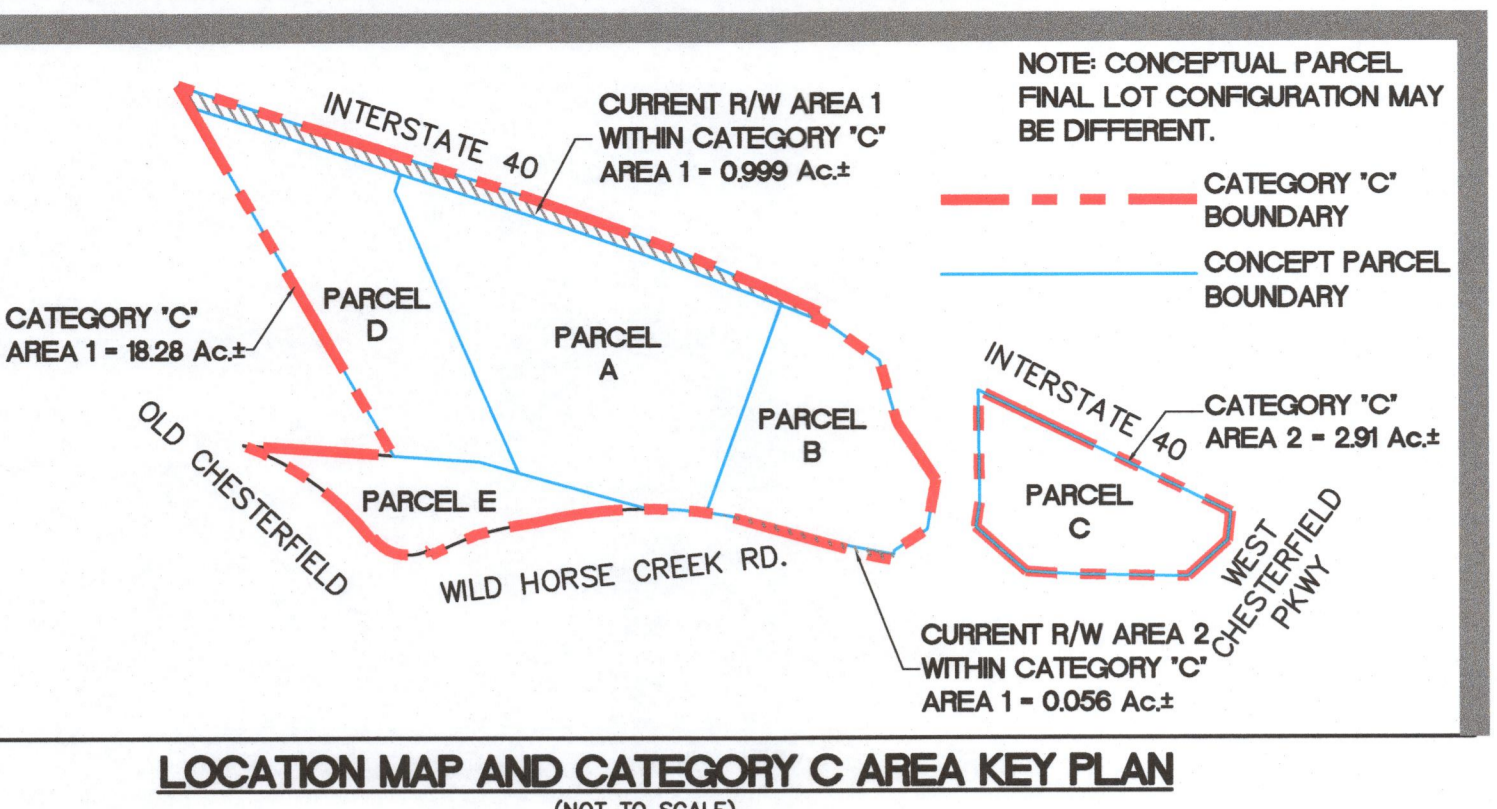 NOTE: CONCEPTUAL PARCEL
FINAL LOT CONFIGURATION MAY
BE DIFFERENT.
CATEGORY "C"
BOUNDARY
CONCEPT PARCEL
BOUNDARY
INTERSTATE 40
CURRENT R/W AREA 1
WITHIN CATEGORY "C"
AREA 1 = 0.999 Ac.±
CATEGORY "C"
AREA 1 = 18.28 Ac.±
PARCEL
D
PARCEL
A
PARCEL
B
PARCEL E
OLD CHESTERFIELD
WILD HORSE CREEK RD.
INTERSTATE 40
CATEGORY "C"
AREA 2 = 2.91 Ac.±
PARCEL
C
WEST
CHESTERFIELD
PKWY
CURRENT R/W AREA 2
WITHIN CATEGORY "C"
AREA 1 = 0.056 Ac.±
LOCATION MAP AND CATEGORY C AREA KEY PLAN
(NOT TO SCALE)